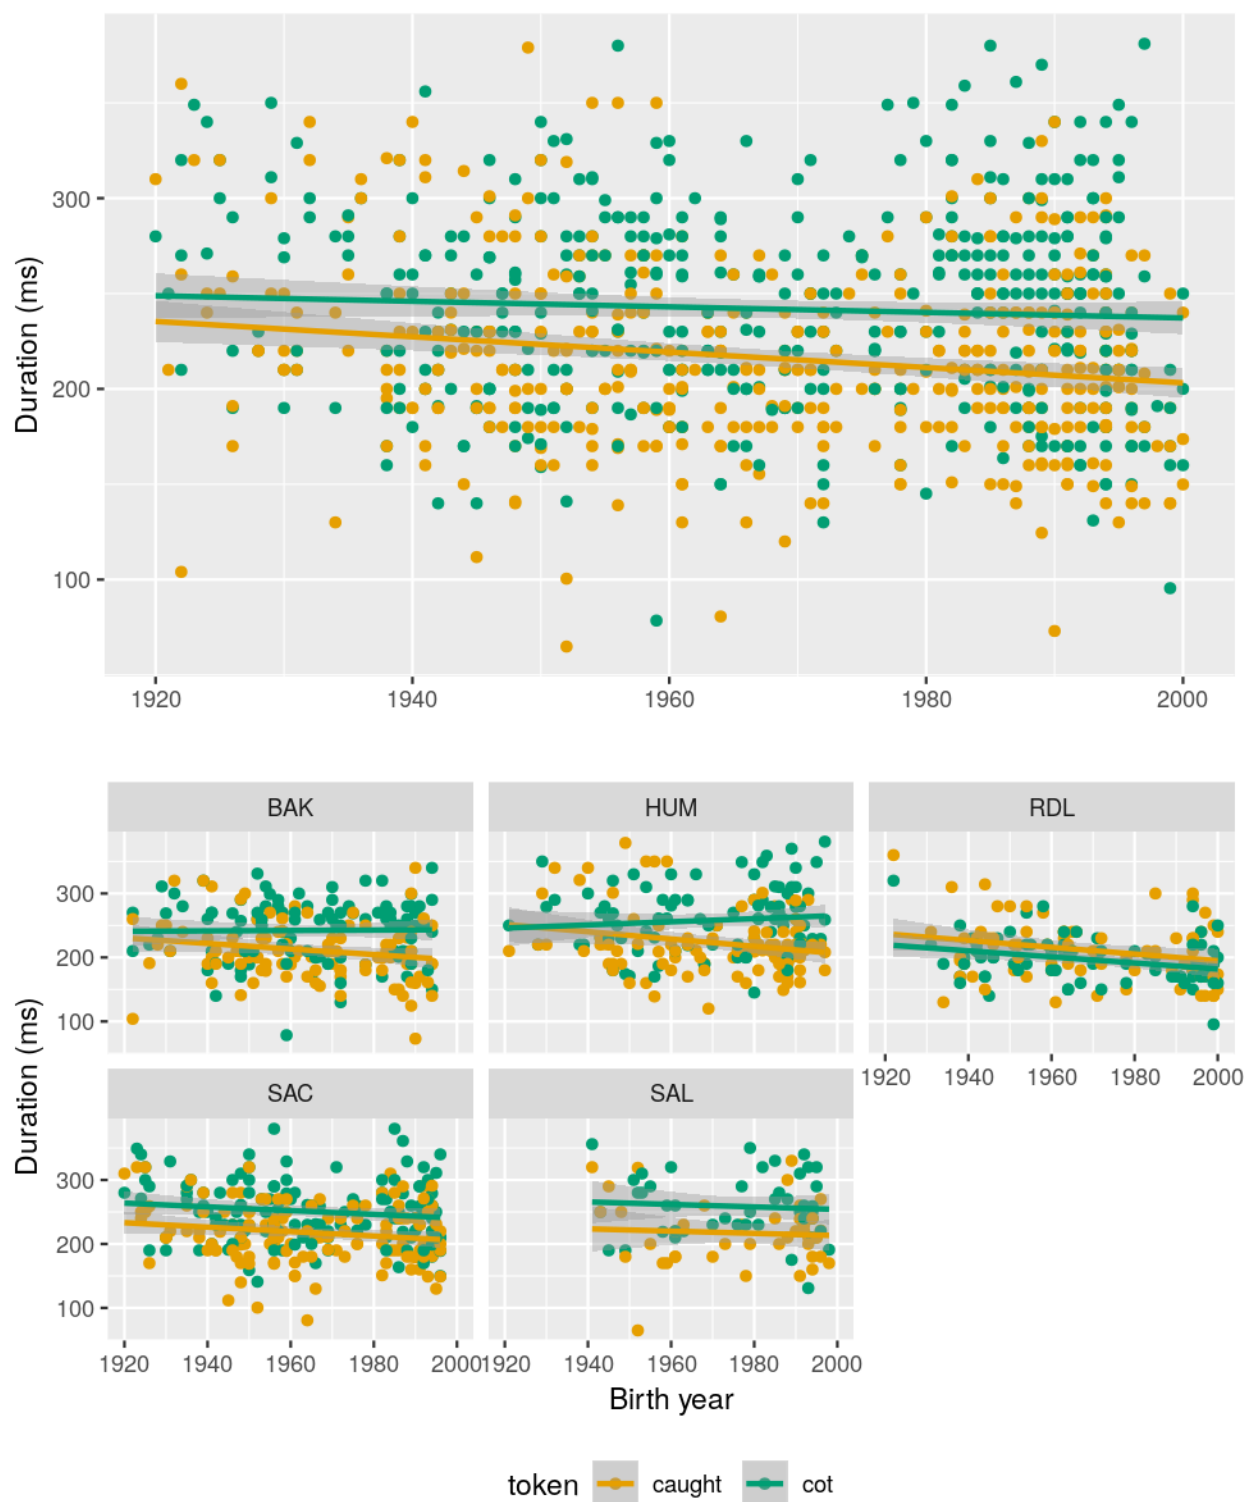 Duration (ms)
300
200
100
1920 1940 1960 1980 2000
BAK HUM RDL
Duration (ms)
300
200
100
1920 1940 1960 1980 2000
SAC SAL
300
200
100
1920 1940 1960 1980 2000 1920 1940 1960 1980 2000
Birth year
token caught cot